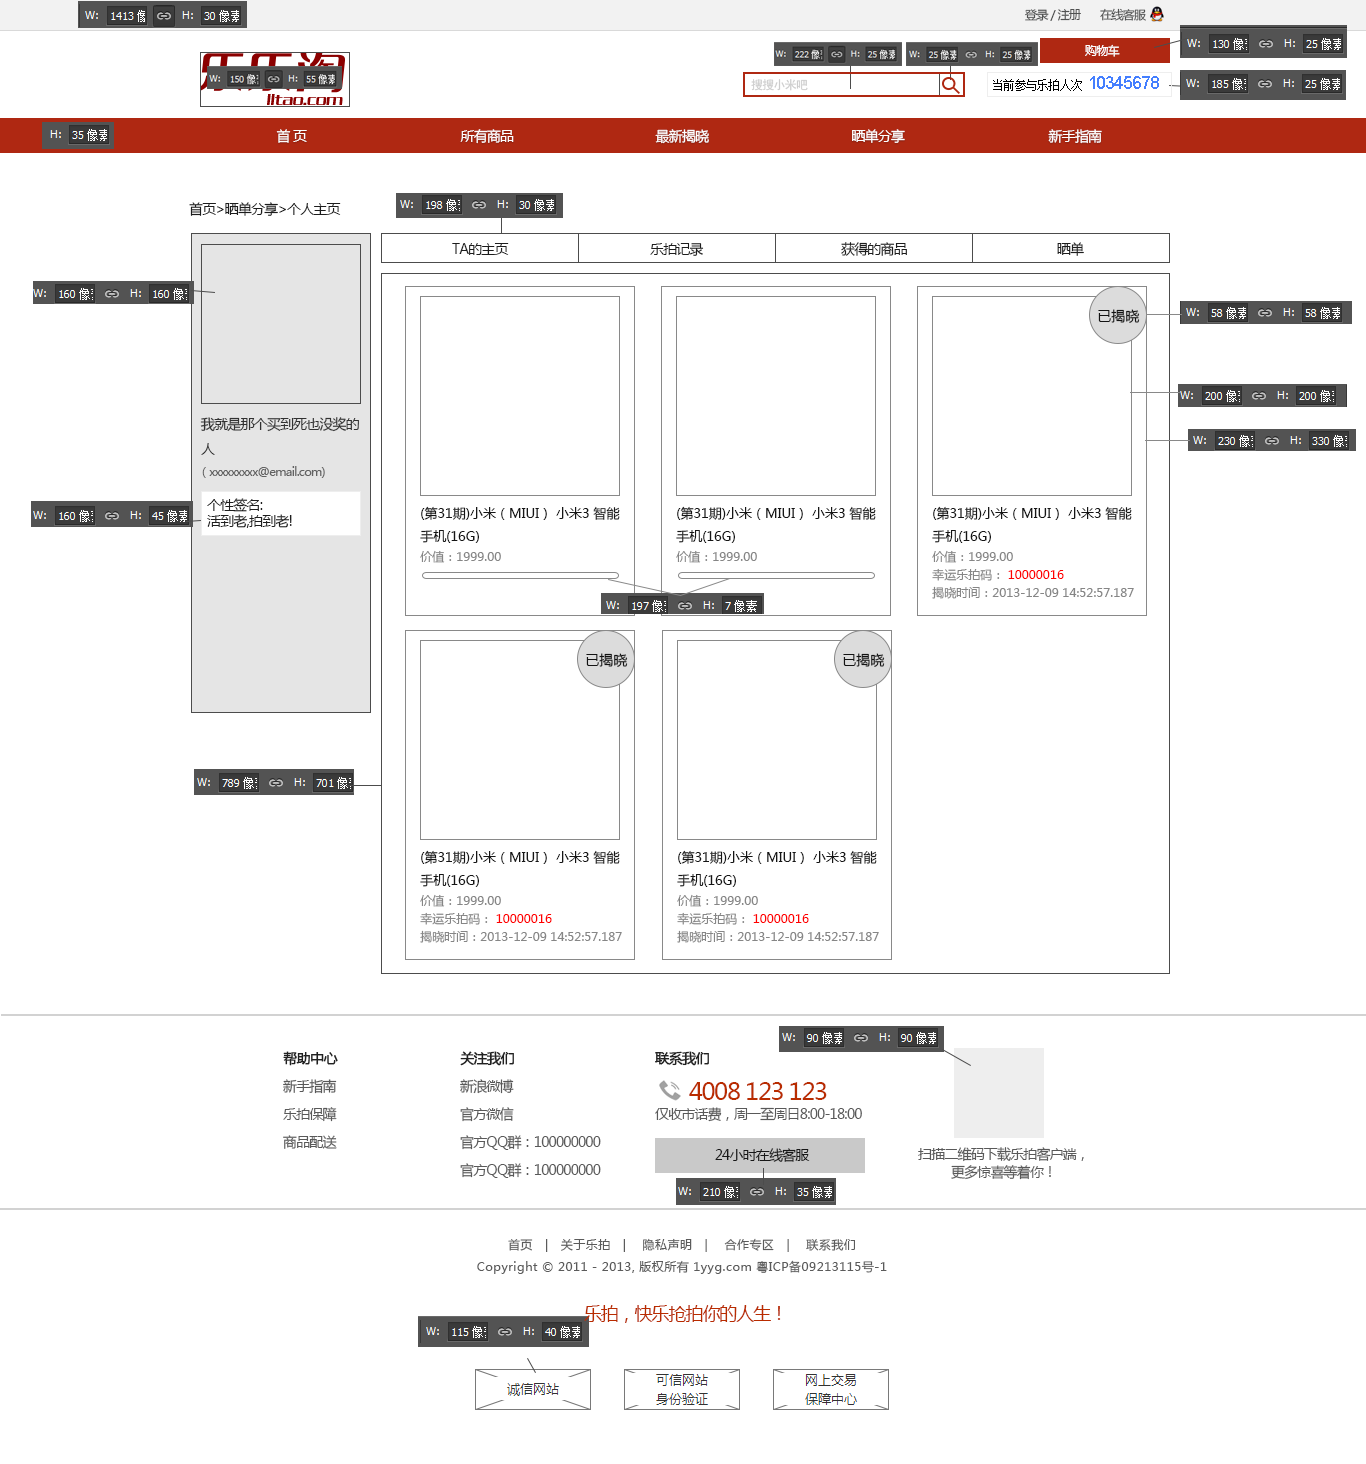 W: 1413 像 H: 30 像素
登录 / 注册 在线客服
乐乐淘
W: 150 像素 H: 55 像素
lltao.com
W: 222 像 H: 25 像素
W: 25 像素 H: 25 像素
购物车
W: 130 像 H: 25 像素
搜搜小米吧
当前参与乐拍人次 10345678
W: 185 像 H: 25 像素
H: 35 像素
首 页 所有商品 最新揭晓 晒单分享 新手指南
首页>晒单分享>个人主页
W: 198 像 H: 30 像素
TA的主页 乐拍记录 获得的商品 晒单
W: 160 像 H: 160 像
我就是那个买到死也没奖的
人
( xxxxxxxxx@email.com)
W: 160 像 H: 45 像素
个性签名:
活到老,拍到老!
已揭晓
W: 58 像素 H: 58 像素
W: 200 像 H: 200 像
W: 230 像 H: 330 像
(第31期)小米（MIUI） 小米3 智能
手机(16G)
价值：1999.00
(第31期)小米（MIUI） 小米3 智能
手机(16G)
价值：1999.00
W: 197 像 H: 7 像素
(第31期)小米（MIUI） 小米3 智能
手机(16G)
价值：1999.00
幸运乐拍码： 10000016
揭晓时间：2013-12-09 14:52:57.187
W: 789 像 H: 701 像
已揭晓
(第31期)小米（MIUI） 小米3 智能
手机(16G)
价值：1999.00
幸运乐拍码： 10000016
揭晓时间：2013-12-09 14:52:57.187
已揭晓
(第31期)小米（MIUI） 小米3 智能
手机(16G)
价值：1999.00
幸运乐拍码： 10000016
揭晓时间：2013-12-09 14:52:57.187
帮助中心
新手指南
乐拍保障
商品配送
关注我们
新浪微博
官方微信
官方QQ群：100000000
官方QQ群：100000000
联系我们
4008 123 123
仅收市话费，周一至周日8:00-18:00
24小时在线客服
W: 210 像 H: 35 像素
W: 90 像素 H: 90 像素
扫描二维码下载乐拍客户端，
更多惊喜等着你！
首页 | 关于乐拍 | 隐私声明 | 合作专区 | 联系我们
Copyright © 2011 - 2013, 版权所有 1yyg.com 粤ICP备09213115号-1
乐拍，快乐抢拍你的人生！
W: 115 像 H: 40 像素
诚信网站
可信网站
身份验证
网上交易
保障中心